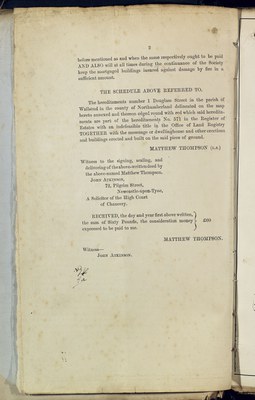 2
before-mentioned as and when the same respectively ought to be paid
AND ALSO will at all times during the continuance of the Security
keep the mortgaged buildings insured against damage by fire in a
sufficient amount.
THE SCHEDULE ABOVE REFERRED TO.
The hereditaments number 1 Douglass Street in the parish of
Wallsend in the county of Northumberland delineated on the map
hereto annexed and thereon edged round with red which said heredita-
ments are part of the hereditaments No. 571 in the Register of
Estates with an indefeasible title in the Office of Land Registry
TOGETHER with the messuage or dwellinghouse and other erections
and buildings erected and built on the said piece of ground.
MATTHEW THOMPSON (L.S.)
Witness to the signing, sealing, and
delivering of the above-written deed by
the above-named Matthew Thompson.
JOHN ATKINSON,
72, Pilgrim Street,
Newcastle-upon-Tyne,
A Solicitor of the High Court
of Chancery.
RECEIVED, the day and year first above written,
the sum of Sixty Pounds, the consideration money
expressed to be paid to me.
£60
MATTHEW THOMPSON.
Witness—
JOHN ATKINSON.